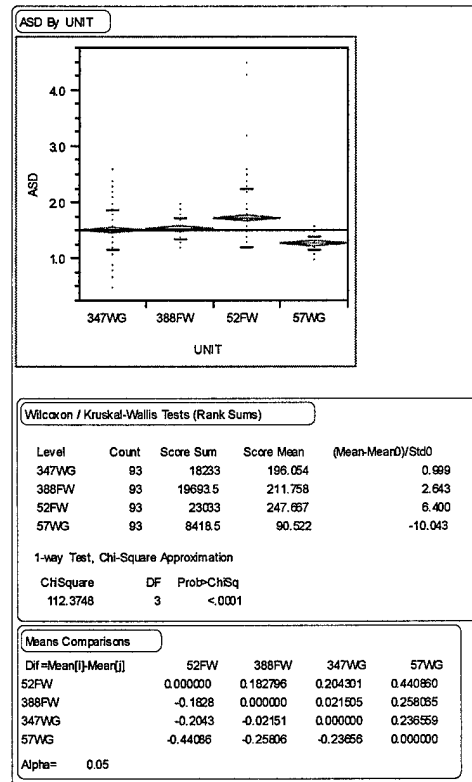 ASD By UNIT
4.0
3.0
ASD
2.0
1.0
347WG 388FW 52FW 57WG
UNIT
Wilcoxon / Kruskal-Wallis Tests (Rank Sums)
Level Count Score Sum Score Mean (Mean-Mean0)/Std0
347WG 93 18233 196.054 0.999
388FW 93 19693.5 211.758 2.643
52FW 93 23033 247.667 6.400
57WG 93 8418.5 90.522 -10.043
1-way Test, Chi-Square Approximation
ChiSquare DF Prob>ChiSq
112.3748 3 <.0001
Means Comparisons
Dif=Mean[i]-Mean[j] 52FW 388FW 347WG 57WG
52FW 0.000000 0.182796 0.204301 0.440860
388FW -0.1828 0.000000 0.021505 0.258065
347WG -0.2043 -0.02151 0.000000 0.236559
57WG -0.44086 -0.25806 -0.23656 0.000000
Alpha= 0.05